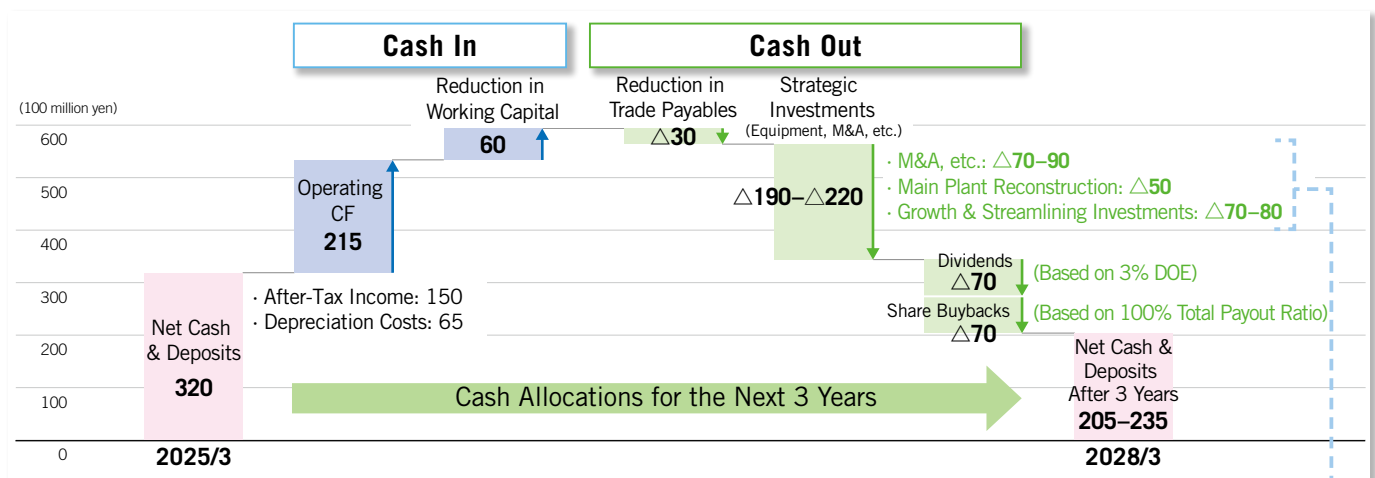 Cash In
Cash Out
(100 million yen)
600
500
400
300
200
100
0
Net Cash
& Deposits
320
2025/3
Operating
CF
215
· After-Tax Income: 150
· Depreciation Costs: 65
Reduction in
Working Capital
60
Reduction in
Trade Payables
△30
Strategic
Investments
(Equipment, M&A, etc.)
△190–△220
· M&A, etc.: △70–90
· Main Plant Reconstruction: △50
· Growth & Streamlining Investments: △70–80
Dividends
△70
(Based on 3% DOE)
Share Buybacks
△70
(Based on 100% Total Payout Ratio)
Net Cash &
Deposits
After 3 Years
205–235
2028/3
Cash Allocations for the Next 3 Years